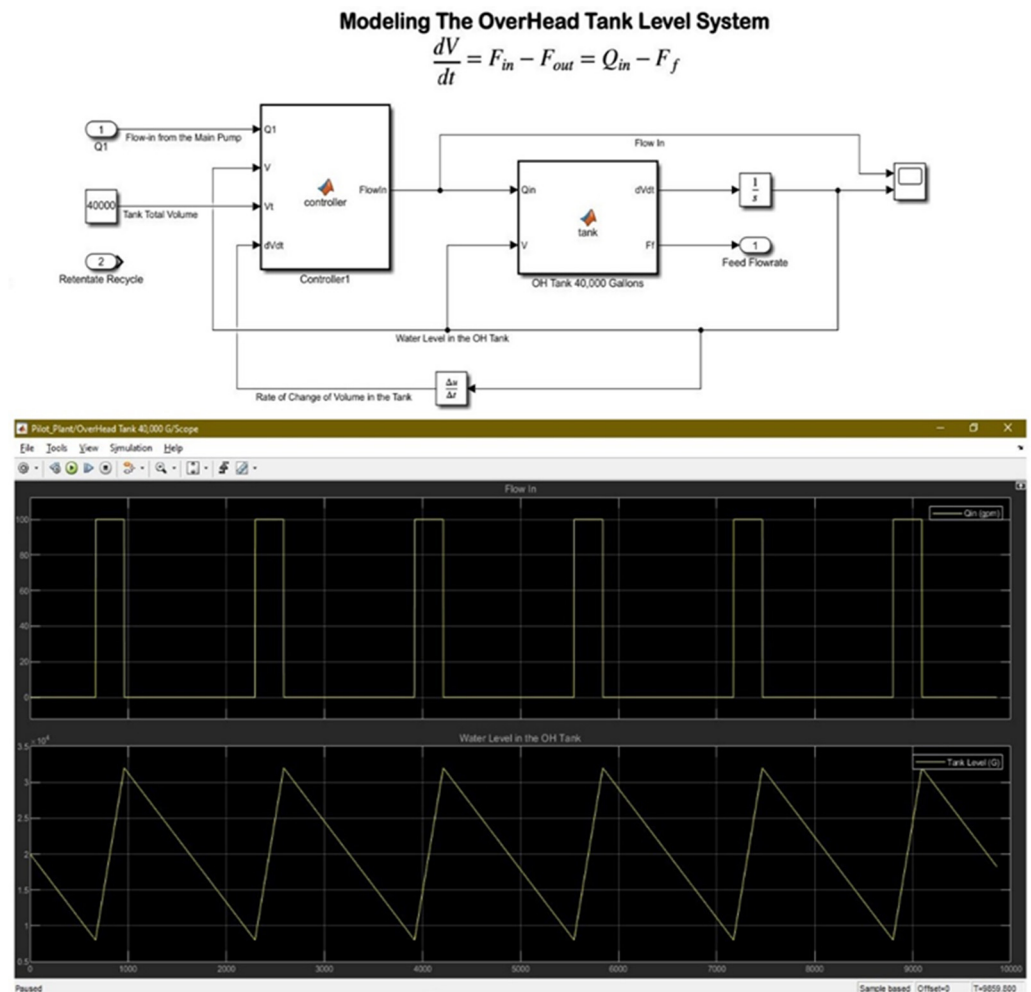 Modeling The OverHead Tank Level System
dV/dt = F_in − F_out = Q_in − F_f
1
Q1
Flow-in from the Main Pump
Q1
V
40000
Tank Total Volume
Vt
2
Retentate Recycle
dVdt
controller
FlowIn
Controller1
Flow In
Qin
V
tank
dVdt
Ff
OH Tank 40,000 Gallons
1
s
1
Feed Flowrate
Water Level in the OH Tank
Δu
Δt
Rate of Change of Volume in the Tank
Pilot_Plant/OverHead Tank 40,000 G/Scope
File Tools View Simulation Help
Flow In
Qin (gpm)
100
80
60
40
20
0
Water Level in the OH Tank
Tank Level (G)
3.5 ×10⁴
3
2.5
2
1.5
1
0.5
0 1000 2000 3000 4000 5000 6000 7000 8000 9000 10000
Paused
Sample based Offset=0 T=9859.800